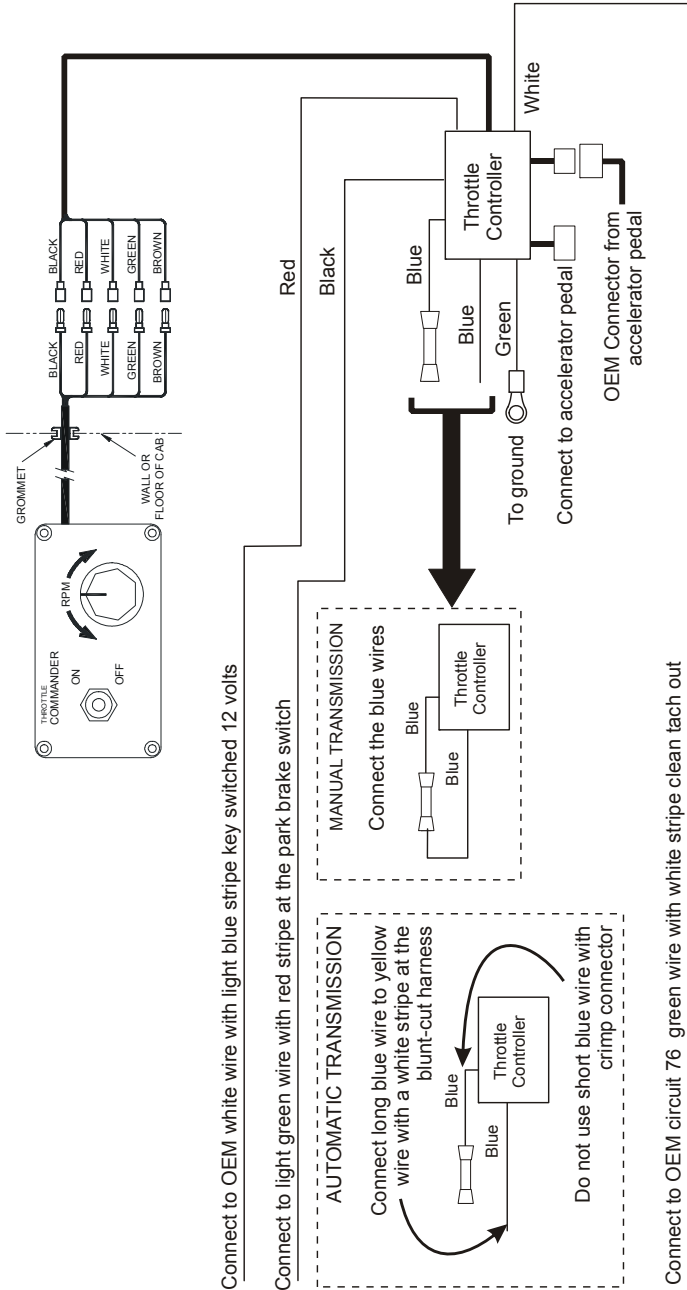 THROTTLE
COMMANDER
ON
OFF
RPM
GROMMET
WALL OR
FLOOR OF CAB
BLACK
RED
WHITE
GREEN
BROWN
BLACK
RED
WHITE
GREEN
BROWN
Connect to OEM white wire with light blue stripe key switched 12 volts
Red
Connect to light green wire with red stripe at the park brake switch
Black
AUTOMATIC TRANSMISSION
Connect long blue wire to yellow
wire with a white stripe at the
blunt-cut harness
Blue
Blue
Throttle
Controller
Do not use short blue wire with
crimp connector
MANUAL TRANSMISSION
Connect the blue wires
Blue
Blue
Throttle
Controller
Blue
Blue
Green
Throttle
Controller
White
To ground
Connect to accelerator pedal
OEM Connector from
accelerator pedal
Connect to OEM circuit 76 green wire with white stripe clean tach out